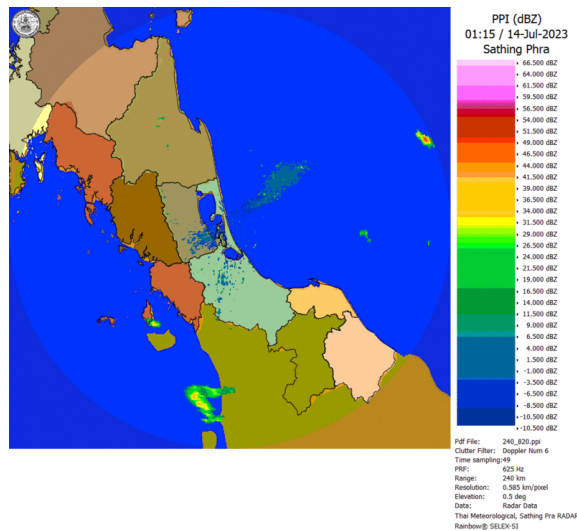 PPI (dBZ)
01:15 / 14-Jul-2023
Sathing Phra
66.500 dBZ
64.000 dBZ
61.500 dBZ
59.500 dBZ
56.500 dBZ
54.000 dBZ
51.500 dBZ
49.000 dBZ
46.500 dBZ
44.000 dBZ
41.500 dBZ
39.000 dBZ
36.500 dBZ
34.000 dBZ
31.500 dBZ
29.000 dBZ
26.500 dBZ
24.000 dBZ
21.500 dBZ
19.000 dBZ
16.500 dBZ
11.500 dBZ
9.000 dBZ
6.500 dBZ
4.000 dBZ
1.500 dBZ
-1.000 dBZ
-3.500 dBZ
-6.500 dBZ
-8.500 dBZ
-10.500 dBZ
-10.500 dBZ
Pdf File: 240_820.ppi
Clutter Filter: Doppler Num 6
Time sampling:49
PRF: 625 Hz
Range: 240 km
Resolution: 0.585 km/pixel
Elevation: 0.5 deg
Data: Radar Data
Thai Meteorological, Sathing Pra RADAR
Rainbow® SELEX-SI